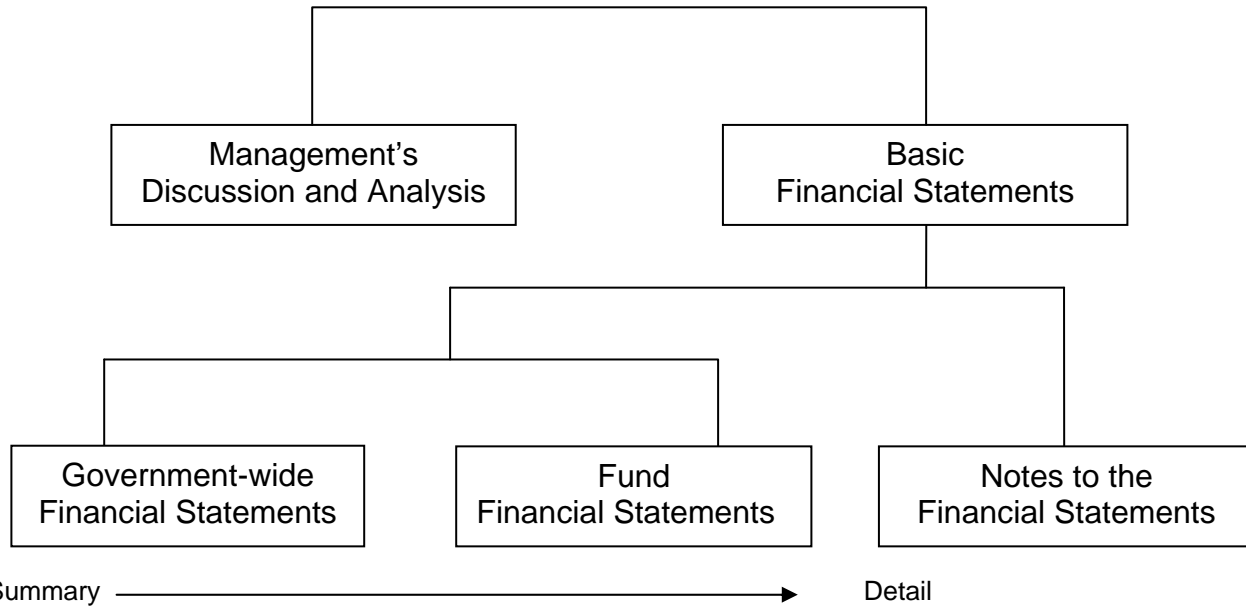 Management’s
Discussion and Analysis
Basic
Financial Statements
Government-wide
Financial Statements
Fund
Financial Statements
Notes to the
Financial Statements
Summary
Detail